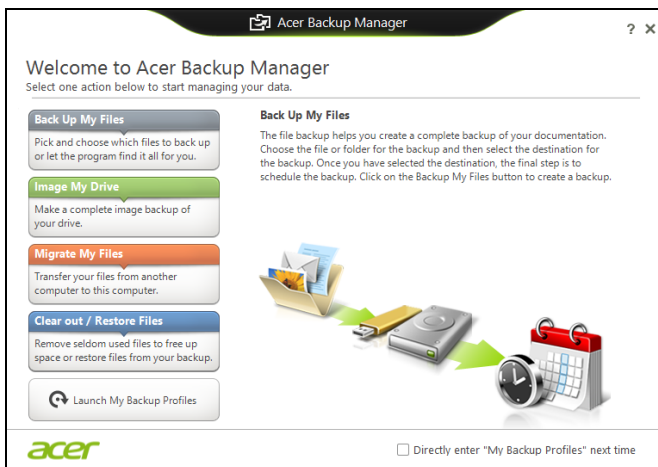 Acer Backup Manager
? X
Welcome to Acer Backup Manager
Select one action below to start managing your data.
Back Up My Files
Pick and choose which files to back up
or let the program find it all for you.
Image My Drive
Make a complete image backup of
your drive.
Migrate My Files
Transfer your files from another
computer to this computer.
Clear out / Restore Files
Remove seldom used files to free up
space or restore files from your backup.
Launch My Backup Profiles
Back Up My Files
The file backup helps you create a complete backup of your documentation.
Choose the file or folder for the backup and then select the destination for
the backup. Once you have selected the destination, the final step is to
schedule the backup. Click on the Backup My Files button to create a backup.
acer
Directly enter "My Backup Profiles" next time